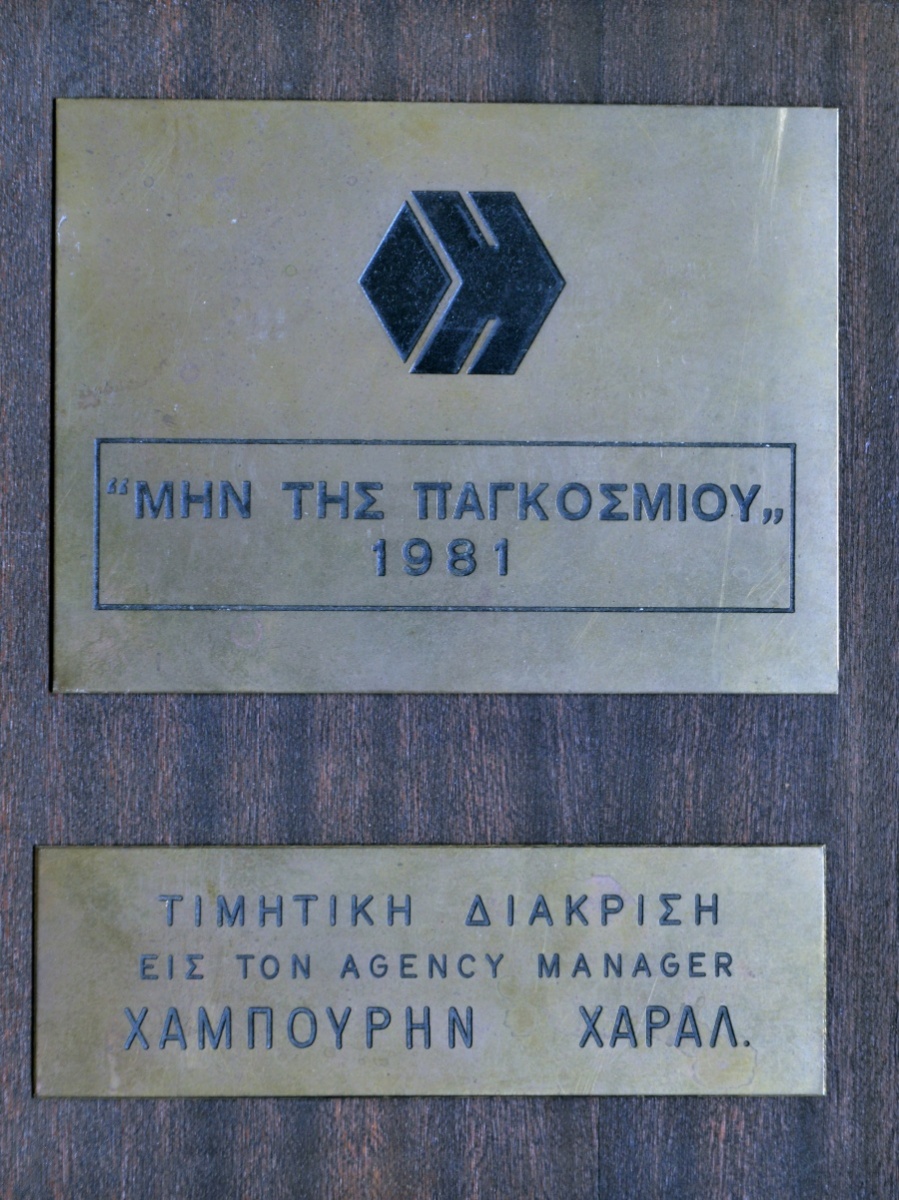 “ΜΗΝ ΤΗΣ ΠΑΓΚΟΣΜΙΟΥ„
1981
ΤΙΜΗΤΙΚΗ ΔΙΑΚΡΙΣΗ
ΕΙΣ ΤΟΝ AGENCY MANAGER
ΧΑΜΠΟΥΡΗΝ ΧΑΡΑΛ.